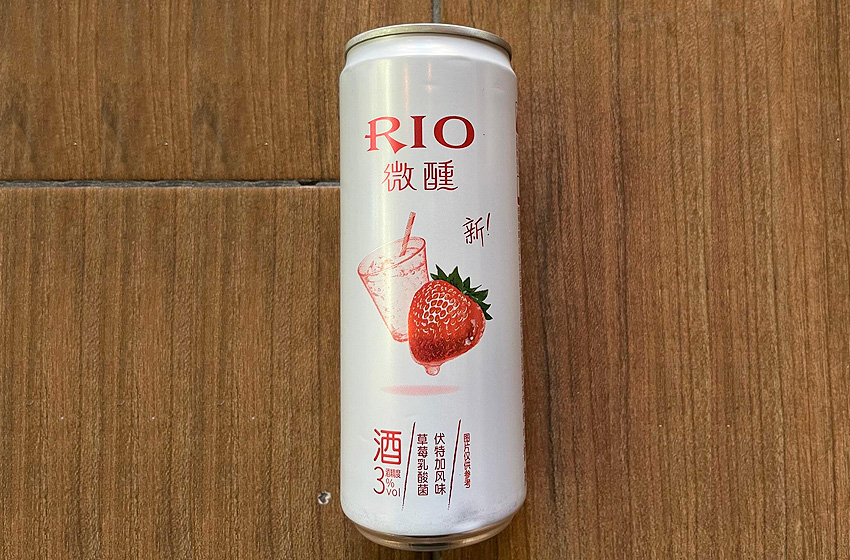 RIO
微醺
新!
酒
酒精度
3%vol
草莓乳酸菌
伏特加风味
图片仅供参考